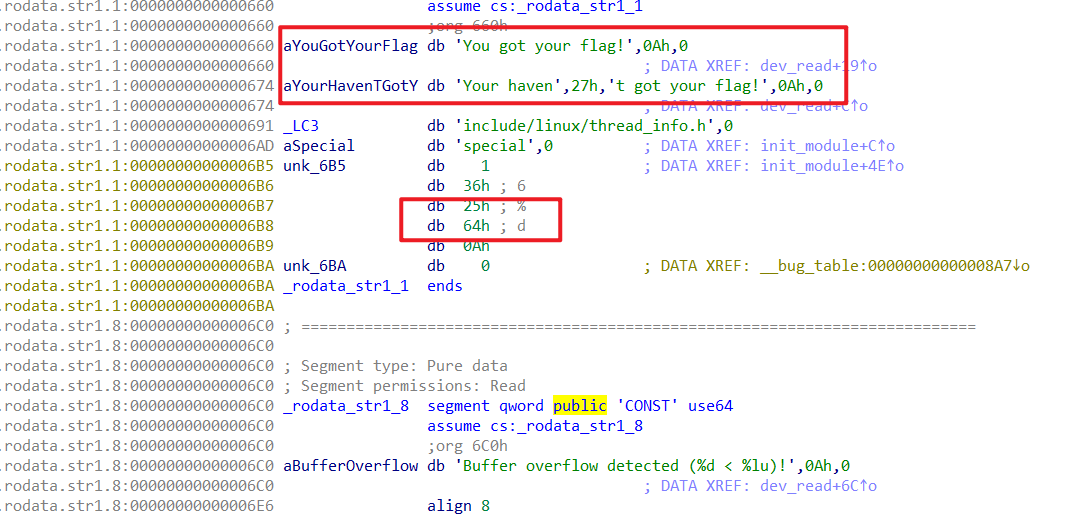 .rodata.str1.1:0000000000000660 assume cs:_rodata_str1_1
.rodata.str1.1:0000000000000660 ;org 660h
.rodata.str1.1:0000000000000660 aYouGotYourFlag db 'You got your flag!',0Ah,0
.rodata.str1.1:0000000000000660 ; DATA XREF: dev_read+19↑o
.rodata.str1.1:0000000000000674 aYourHavenTGotY db 'Your haven',27h,'t got your flag!',0Ah,0
.rodata.str1.1:0000000000000674 ; DATA XREF: dev_read+C↑o
.rodata.str1.1:0000000000000691 _LC3 db 'include/linux/thread_info.h',0
.rodata.str1.1:00000000000006AD aSpecial db 'special',0 ; DATA XREF: init_module+C↑o
.rodata.str1.1:00000000000006B5 unk_6B5 db 1 ; DATA XREF: init_module+4E↑o
.rodata.str1.1:00000000000006B6 db 36h ; 6
.rodata.str1.1:00000000000006B7 db 25h ; %
.rodata.str1.1:00000000000006B8 db 64h ; d
.rodata.str1.1:00000000000006B9 db 0Ah
.rodata.str1.1:00000000000006BA unk_6BA db 0 ; DATA XREF: __bug_table:00000000000008A7↓o
.rodata.str1.1:00000000000006BA _rodata_str1_1 ends
.rodata.str1.1:00000000000006BA
.rodata.str1.8:00000000000006C0 ; ===========================================================================
.rodata.str1.8:00000000000006C0
.rodata.str1.8:00000000000006C0 ; Segment type: Pure data
.rodata.str1.8:00000000000006C0 ; Segment permissions: Read
.rodata.str1.8:00000000000006C0 _rodata_str1_8 segment qword public 'CONST' use64
.rodata.str1.8:00000000000006C0 assume cs:_rodata_str1_8
.rodata.str1.8:00000000000006C0 ;org 6C0h
.rodata.str1.8:00000000000006C0 aBufferOverflow db 'Buffer overflow detected (%d < %lu)!',0Ah,0
.rodata.str1.8:00000000000006C0 ; DATA XREF: dev_read+6C↑o
.rodata.str1.8:00000000000006E6 align 8